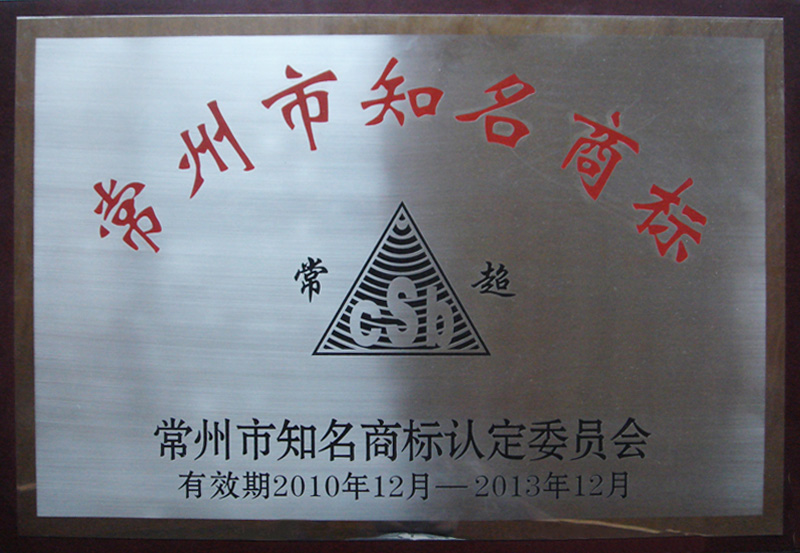 常州市知名商标
常 超
csb
常州市知名商标认定委员会
有效期2010年12月—2013年12月